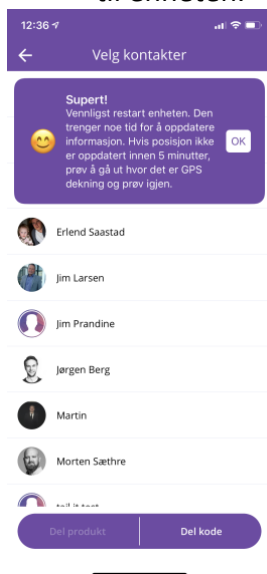 til enheten.
12:36
Velg kontakter
Supert!
Vennligst restart enheten. Den
trenger noe tid for å oppdatere
informasjon. Hvis posisjon ikke
er oppdatert innen 5 minutter,
prøv å gå ut hvor det er GPS
dekning og prøv igjen.
OK
Erlend Saastad
Jim Larsen
Jim Prandine
Jørgen Berg
Martin
Morten Sæthre
Del produkt
Del kode